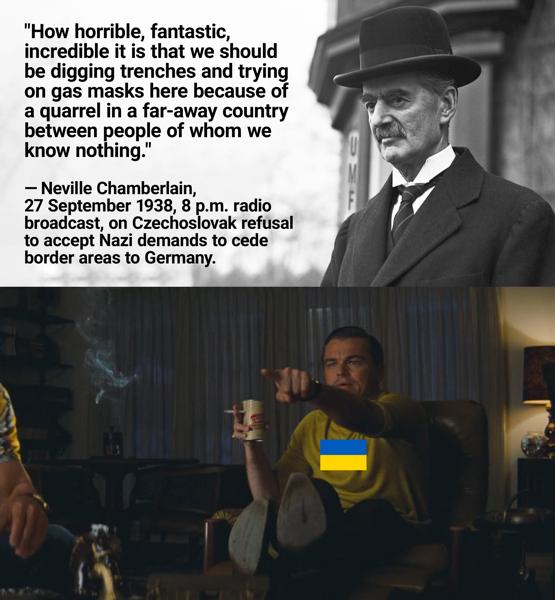 "How horrible, fantastic,
incredible it is that we should
be digging trenches and trying
on gas masks here because of
a quarrel in a far-away country
between people of whom we
know nothing."
— Neville Chamberlain,
27 September 1938, 8 p.m. radio
broadcast, on Czechoslovak refusal
to accept Nazi demands to cede
border areas to Germany.